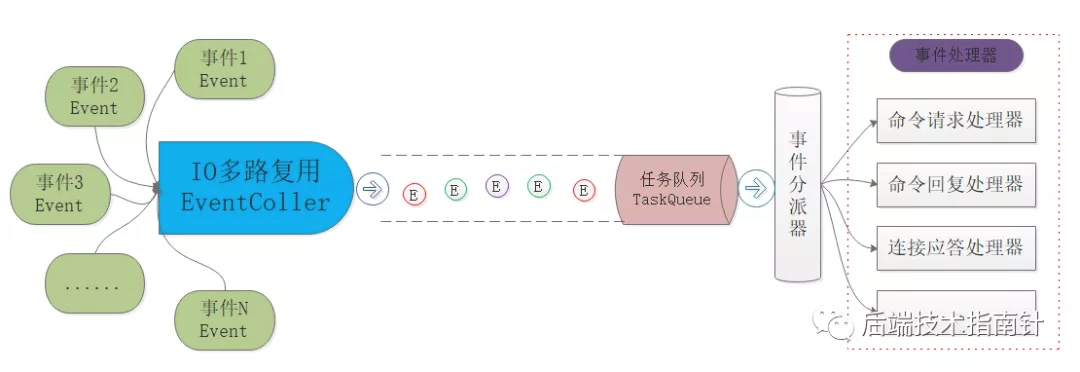 事件1
Event
事件2
Event
事件3
Event
......
事件N
Event
IO多路复用
EventColler
E
E
E
E
E
任务队列
TaskQueue
事件分派器
事件处理器
命令请求处理器
命令回复处理器
连接应答处理器
后端技术指南针